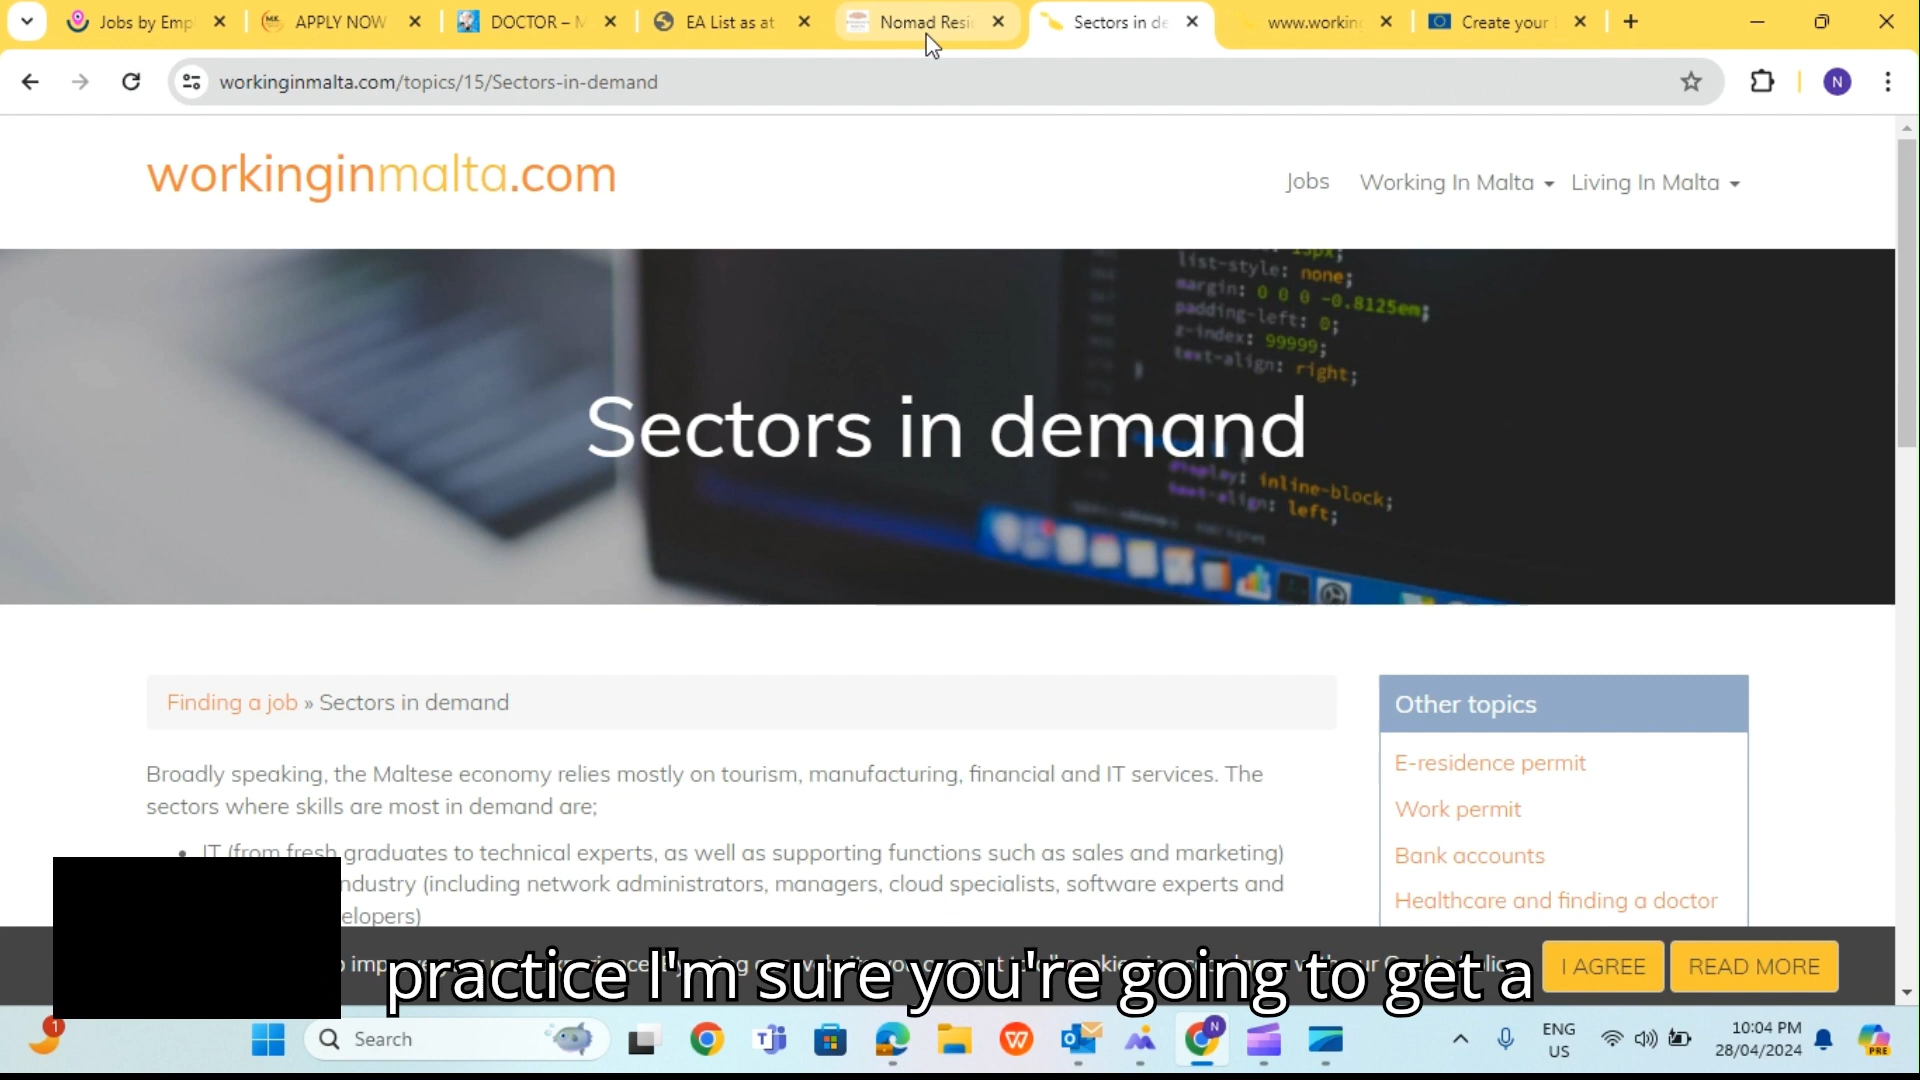 Jobs by Emp
APPLY NOW
DOCTOR – M
EA List as at
Nomad Resi
Sectors in de
www.working
Create your
workinginmalta.com/topics/15/Sectors-in-demand
N
workinginmalta.com
Jobs
Working In Malta
Living In Malta
list-style: none;
margin: 0 0 0 -0.8125em;
padding-left: 0;
z-index: 99999;
text-align: right;
}
display: inline-block;
text-align: left;
Sectors in demand
Finding a job » Sectors in demand
Broadly speaking, the Maltese economy relies mostly on tourism, manufacturing, financial and IT services. The
sectors where skills are most in demand are;
• IT (from fresh graduates to technical experts, as well as supporting functions such as sales and marketing)
ndustry (including network administrators, managers, cloud specialists, software experts and
elopers)
Other topics
E-residence permit
Work permit
Bank accounts
Healthcare and finding a doctor
practice I'm sure you're going to get a
I AGREE
READ MORE
1
Search
N
ENG
US
10:04 PM
28/04/2024
PRE